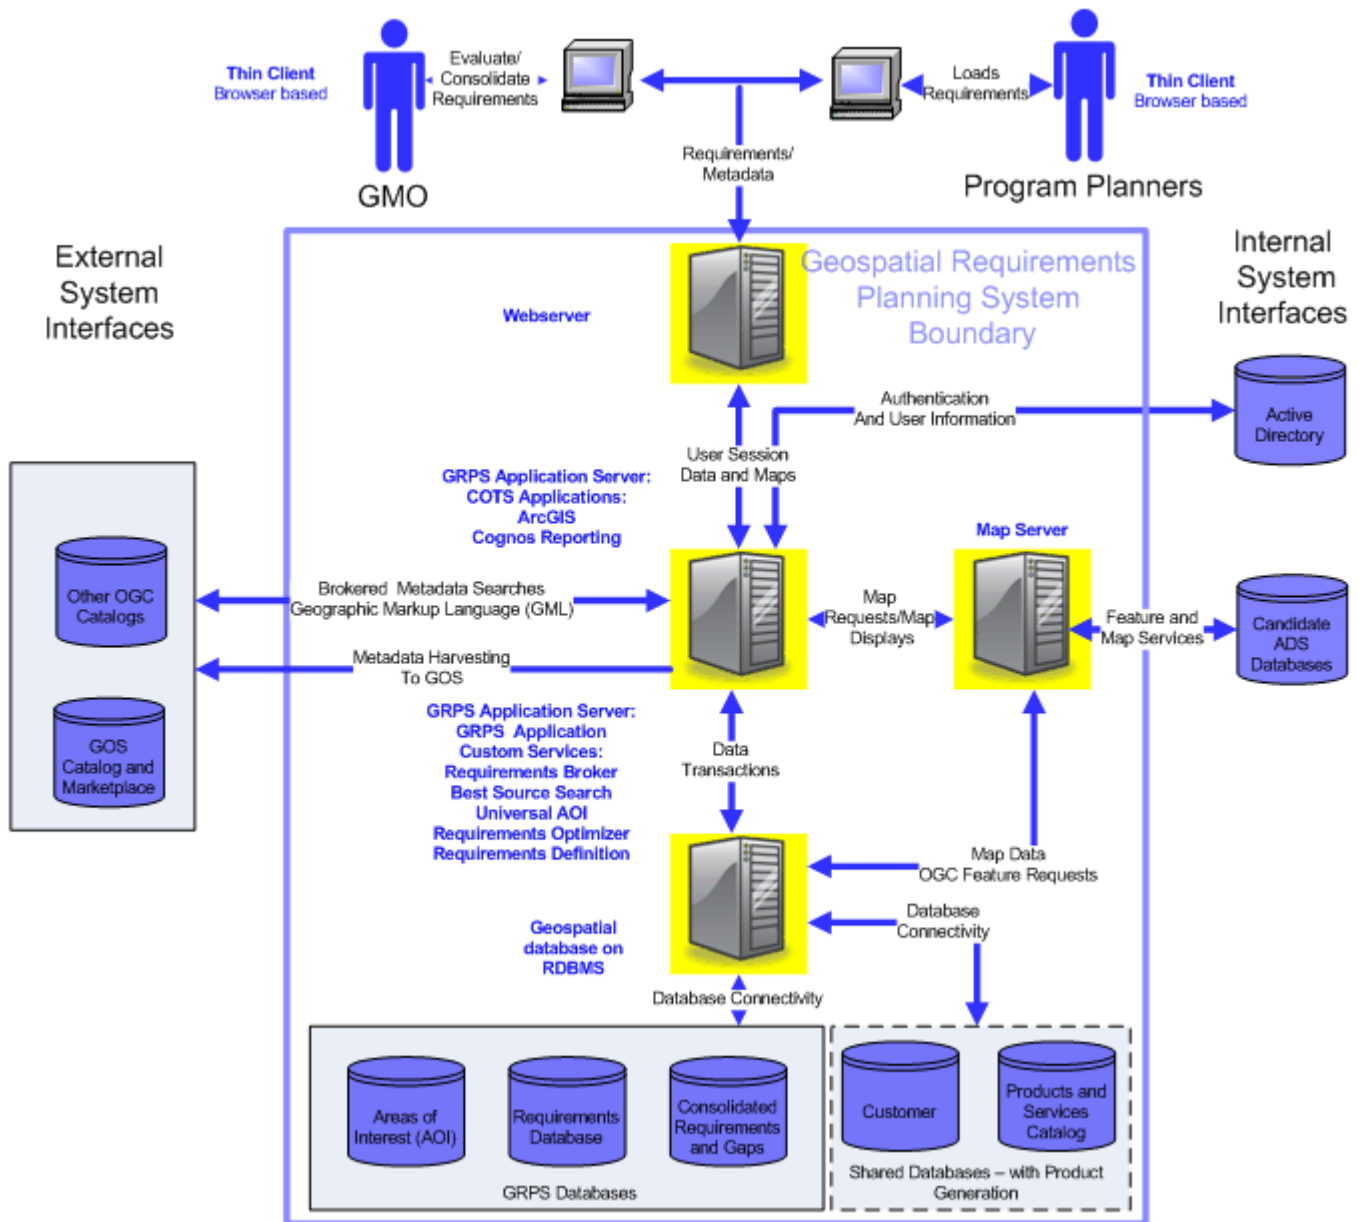 Thin Client
Browser based
Evaluate/
Consolidate
Requirements
Loads
Requirements
Thin Client
Browser based
GMO
Requirements/
Metadata
Program Planners
External
System
Interfaces
Geospatial Requirements
Planning System
Boundary
Internal
System
Interfaces
Webserver
Authentication
And User Information
Active
Directory
User Session
Data and Maps
GRPS Application Server:
COTS Applications:
ArcGIS
Cognos Reporting
Map Server
Other OGC
Catalogs
Brokered Metadata Searches
Geographic Markup Language (GML)
Map
Requests/Map
Displays
Feature and
Map Services
Candidate
ADS
Databases
Metadata Harvesting
To GOS
GOS
Catalog and
Marketplace
GRPS Application Server:
GRPS Application
Custom Services:
Requirements Broker
Best Source Search
Universal AOI
Requirements Optimizer
Requirements Definition
Data
Transactions
Map Data
OGC Feature Requests
Database
Connectivity
Geospatial
database on
RDBMS
Database Connectivity
Areas of
Interest (AOI)
Requirements
Database
Consolidated
Requirements
and Gaps
Customer
Products and
Services
Catalog
GRPS Databases
Shared Databases – with Product
Generation